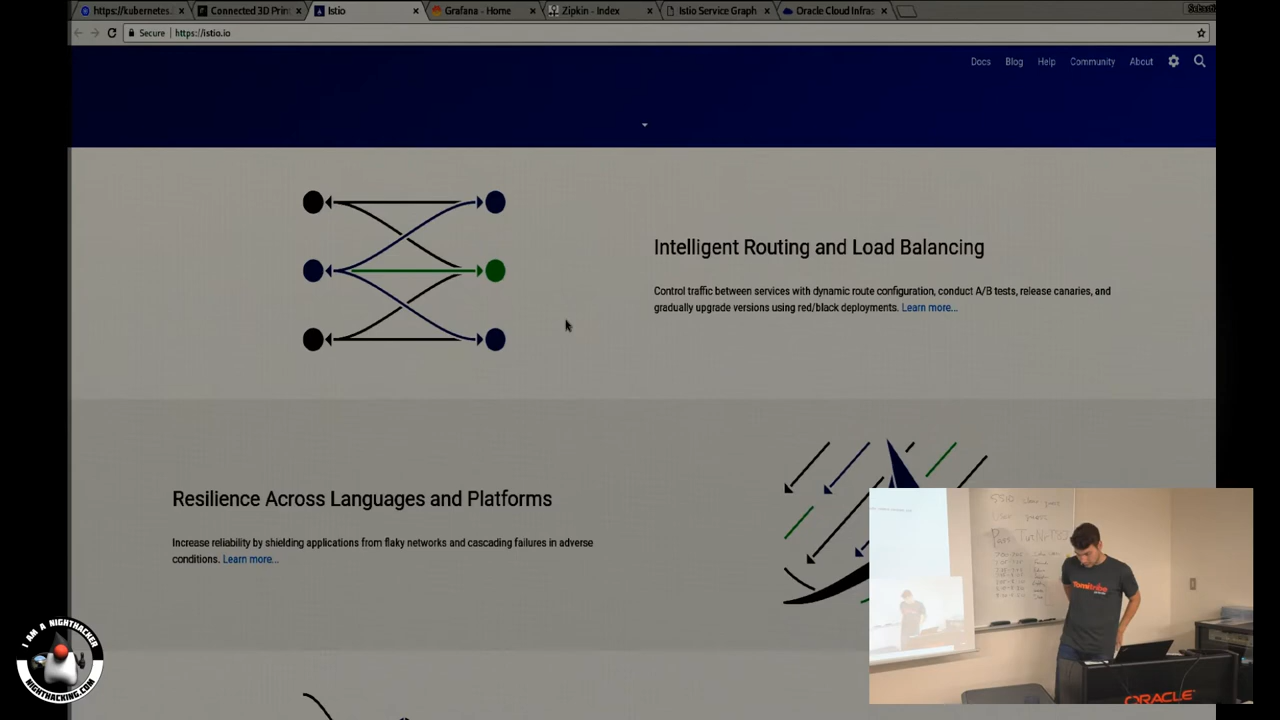 https://kubernetes.
Connected 3D Prin
Istio
Grafana - Home
Zipkin - Index
Istio Service Graph
Oracle Cloud Infras
Secure
https://istio.io
Docs
Blog
Help
Community
About
Intelligent Routing and Load Balancing
Control traffic between services with dynamic route configuration, conduct A/B tests, release canaries, and
gradually upgrade versions using red/black deployments. Learn more...
Resilience Across Languages and Platforms
Increase reliability by shielding applications from flaky networks and cascading failures in adverse
conditions. Learn more...
Tomitribe
ORACLE
I AM A NIGHTHACKER
NIGHTHACKING.COM